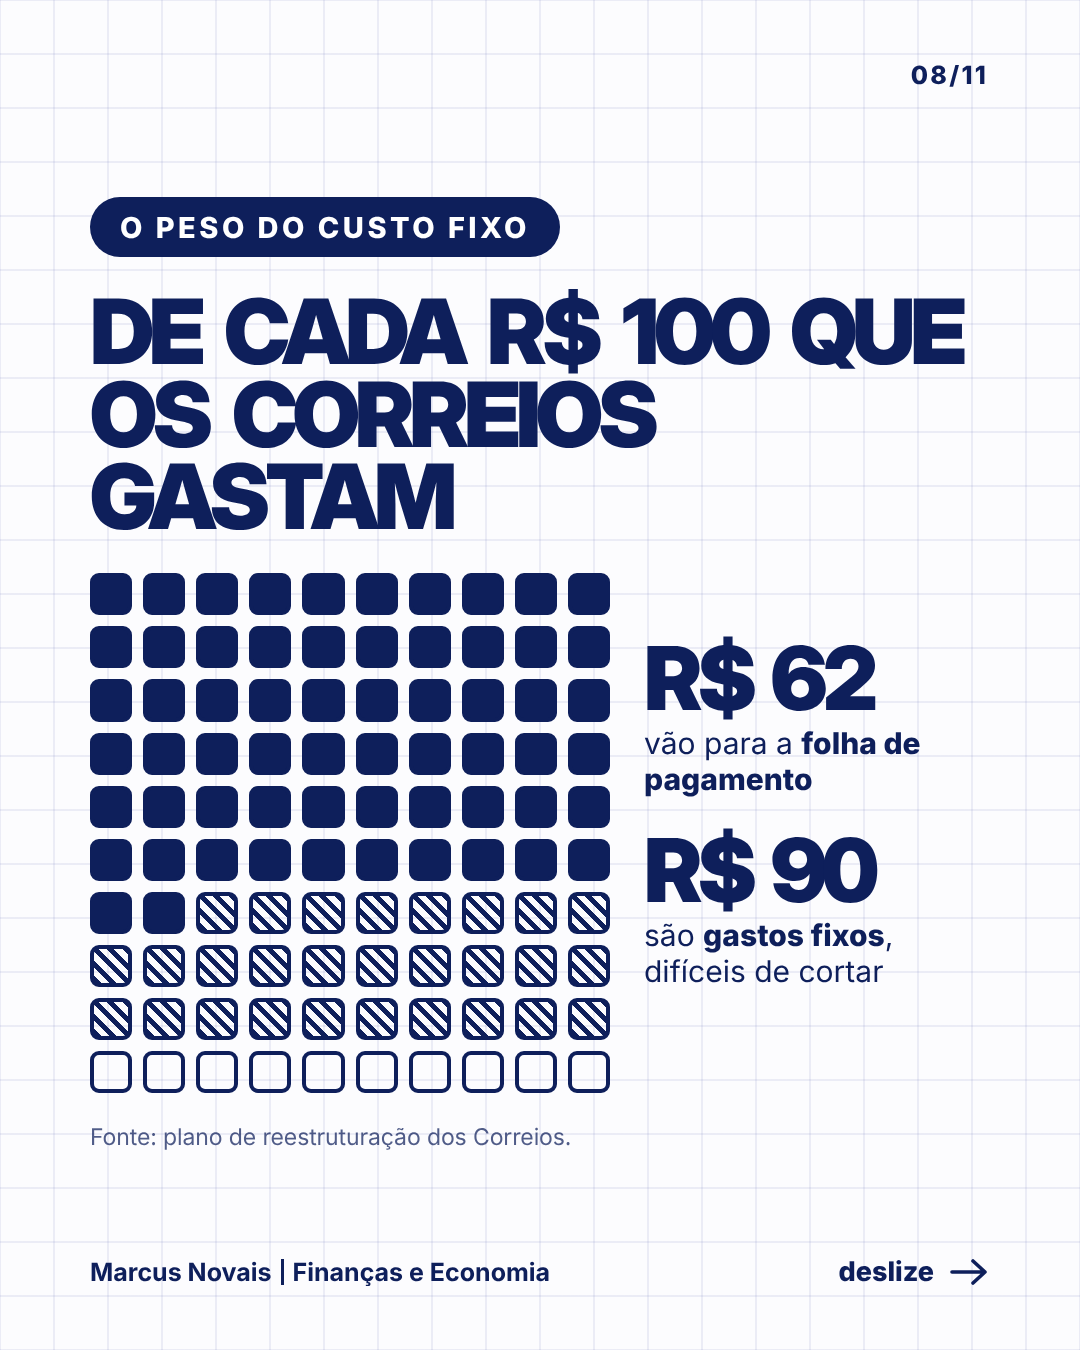 08/11
O PESO DO CUSTO FIXO
DE CADA R$ 100 QUE
OS CORREIOS
GASTAM
R$ 62
vão para a folha de
pagamento
R$ 90
são gastos fixos,
difíceis de cortar
Fonte: plano de reestruturação dos Correios.
Marcus Novais | Finanças e Economia
deslize →